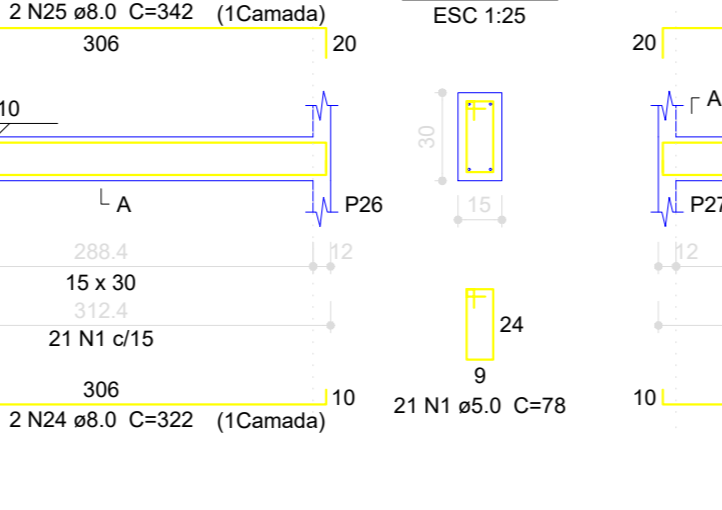 2 N25 ø8.0 C=342 (1Camada)
306
20
10
A
P26
288.4
12
15 x 30
312.4
21 N1 c/15
306
10
2 N24 ø8.0 C=322 (1Camada)
ESC 1:25
30
15
24
9
21 N1 ø5.0 C=78
20
A
P27
12
10